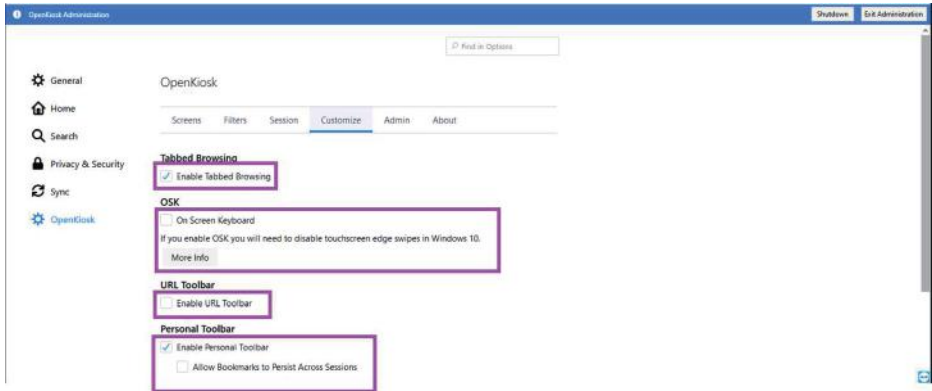 OpenKiosk Administration
Shutdown
Exit Administration
Find in Options
General
Home
Search
Privacy & Security
Sync
OpenKiosk
OpenKiosk
Screens Filters Session Customize Admin About
Tabbed Browsing
Enable Tabbed Browsing
OSK
On Screen Keyboard
If you enable OSK you will need to disable touchscreen edge swipes in Windows 10.
More Info
URL Toolbar
Enable URL Toolbar
Personal Toolbar
Enable Personal Toolbar
Allow Bookmarks to Persist Across Sessions